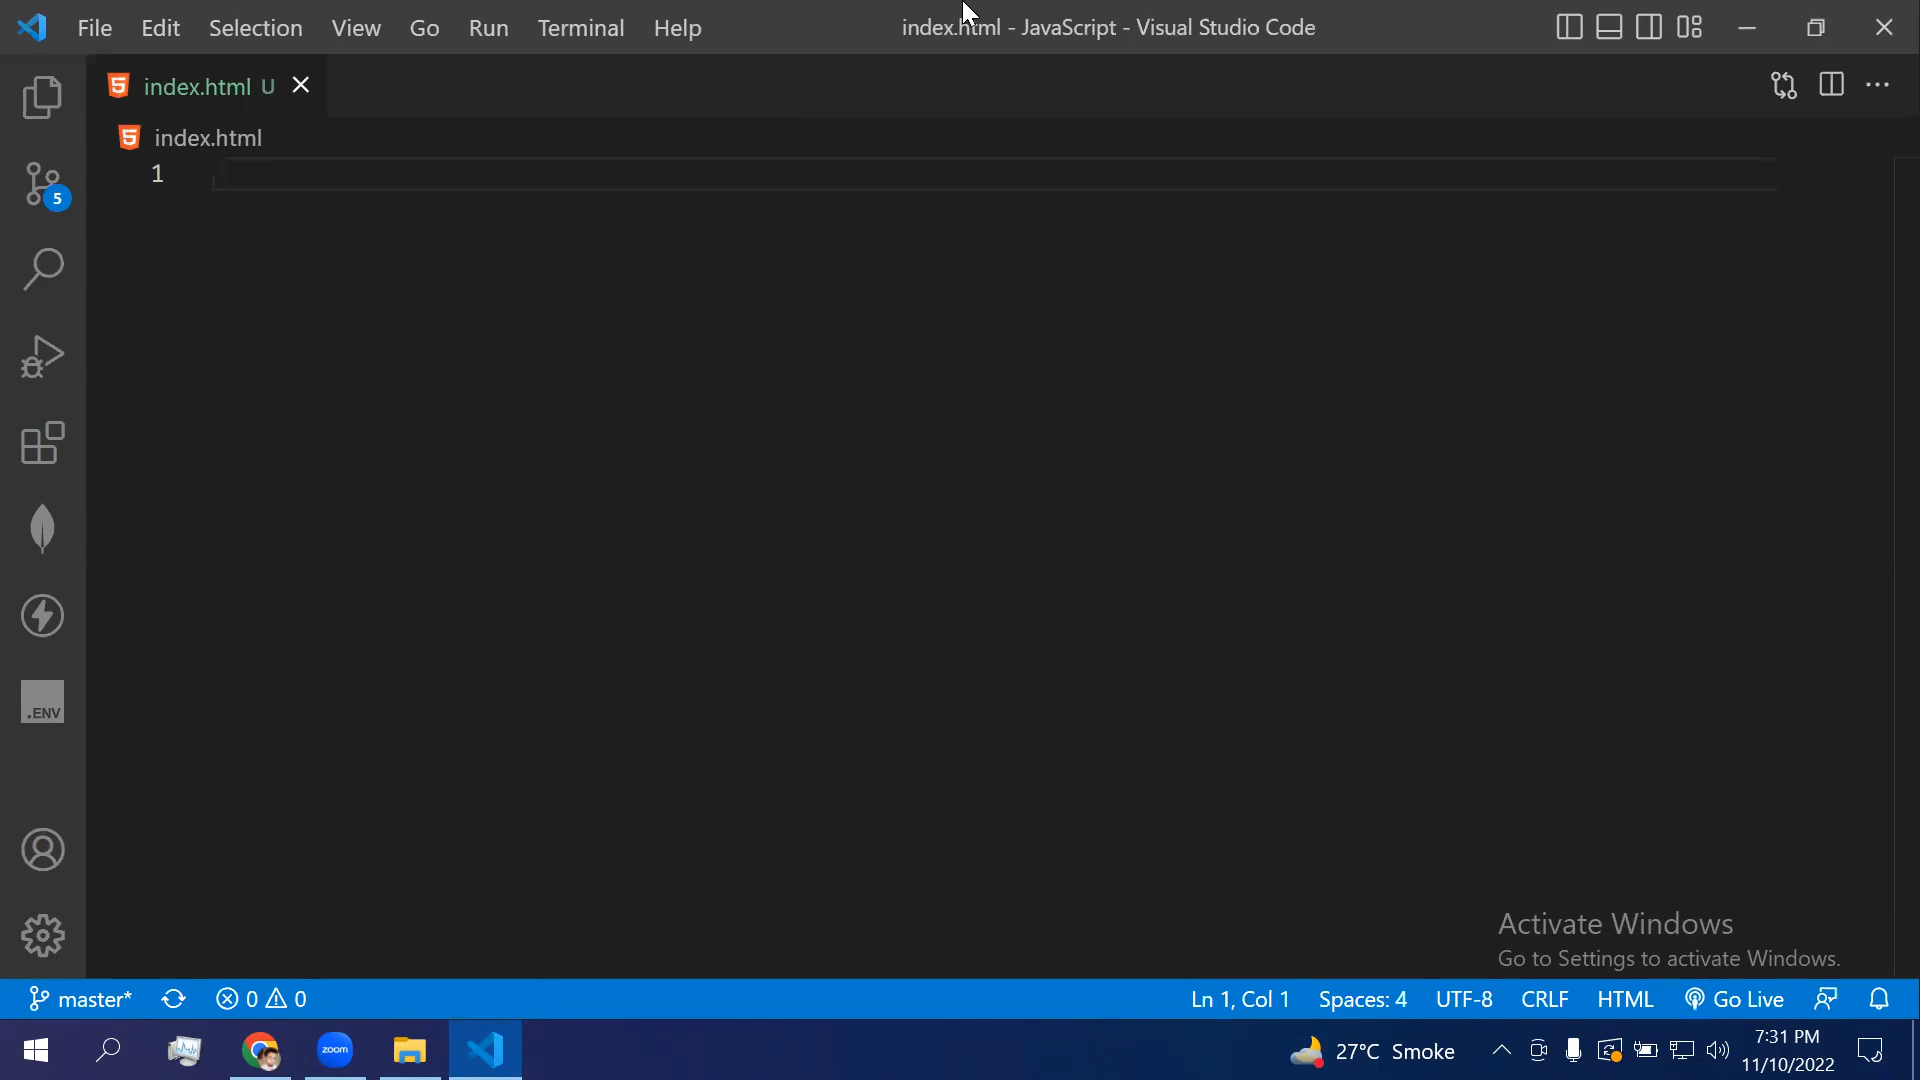 File Edit Selection View Go Run Terminal Help index.html - JavaScript - Visual Studio Code
index.html U
index.html
1
5
.ENV
Activate Windows
Go to Settings to activate Windows.
master* 0 0 Ln 1, Col 1 Spaces: 4 UTF-8 CRLF HTML Go Live
zoom 27°C Smoke 7:31 PM
11/10/2022